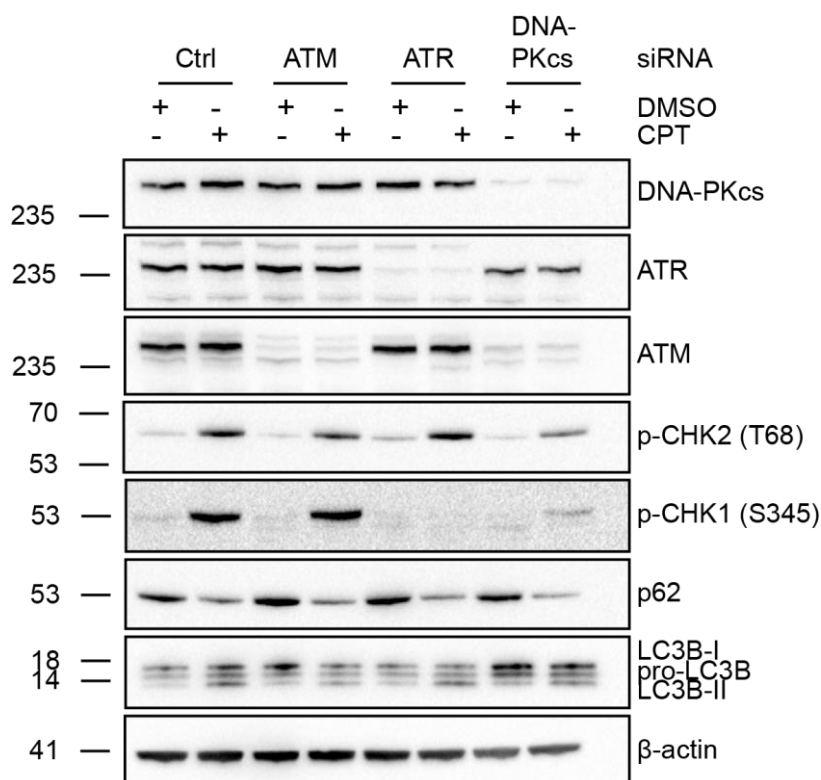 DNA-
Ctrl ATM ATR PKcs siRNA
+ - + - + - + - DMSO
- + - + - + - + CPT
DNA-PKcs
235
235 ATR
ATM
235
70
p-CHK2 (T68)
53
53 p-CHK1 (S345)
53 p62
LC3B-I
18 pro-LC3B
14 LC3B-II
41 β-actin